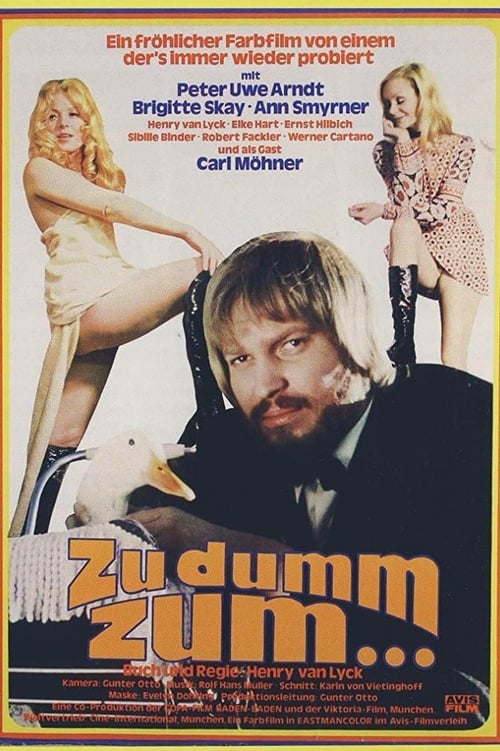 Ein fröhlicher Farbfilm von einem
der's immer wieder probiert
mit
Peter Uwe Arndt
Brigitte Skay · Ann Smyrner
Henry van Lyck · Elke Hart · Ernst Hilbich
Sibille Binder · Robert Fackler · Werner Cartano
und als Gast
Carl Möhner
Zu dumm
zum...
Buch und Regie: Henry van Lyck
Kamera: Gunter Otto · Musik: Rolf Hans Müller · Schnitt: Karin von Vietinghoff
Maske: Evelyn Produktionsleitung: Gunter Otto
Eine Co-Produktion der FILM BADEN-BADEN und der Viktoria-Film, München.
Weltvertrieb: Cine-International, München. Ein Farbfilm in EASTMANCOLOR im Avis-Filmverleih
AVIS
FILM